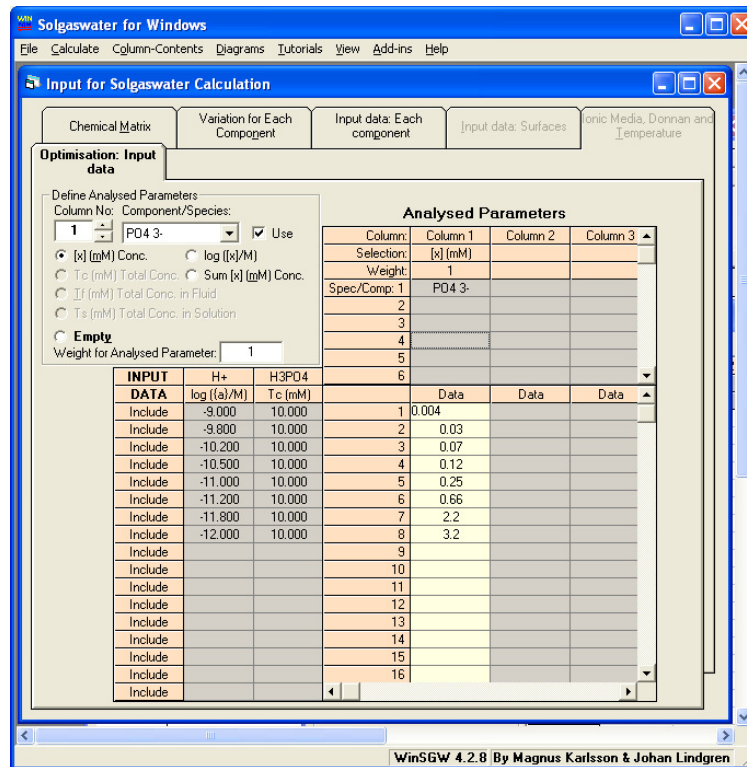 WIN
Solgaswater for Windows
File Calculate Column-Contents Diagrams Tutorials View Add-ins Help
Input for Solgaswater Calculation
Chemical Matrix
Variation for Each Component
Input data: Each component
Input data: Surfaces
Ionic Media, Donnan and Temperature
Optimisation: Input data
Define Analysed Parameters
Column No: Component/Species:
1 PO4 3- Use
[x] (mM) Conc. log ([x]/M)
Tc (mM) Total Conc. Sum [x] (mM) Conc.
Tf (mM) Total Conc. in Fluid
Ts (mM) Total Conc. in Solution
Empty
Weight for Analysed Parameter: 1
Analysed Parameters
Column: Column 1 Column 2 Column 3
Selection: [x] (mM)
Weight: 1
Spec/Comp: 1 PO4 3-
2
3
4
5
6
INPUT H+ H3PO4
DATA log ({a}/M) Tc (mM) Data Data Data
Include -9.000 10.000 1 0.004
Include -9.800 10.000 2 0.03
Include -10.200 10.000 3 0.07
Include -10.500 10.000 4 0.12
Include -11.000 10.000 5 0.25
Include -11.200 10.000 6 0.66
Include -11.800 10.000 7 2.2
Include -12.000 10.000 8 3.2
Include 9
Include 10
Include 11
Include 12
Include 13
Include 14
Include 15
Include 16
Include
WinSGW 4.2.8 By Magnus Karlsson & Johan Lindgren